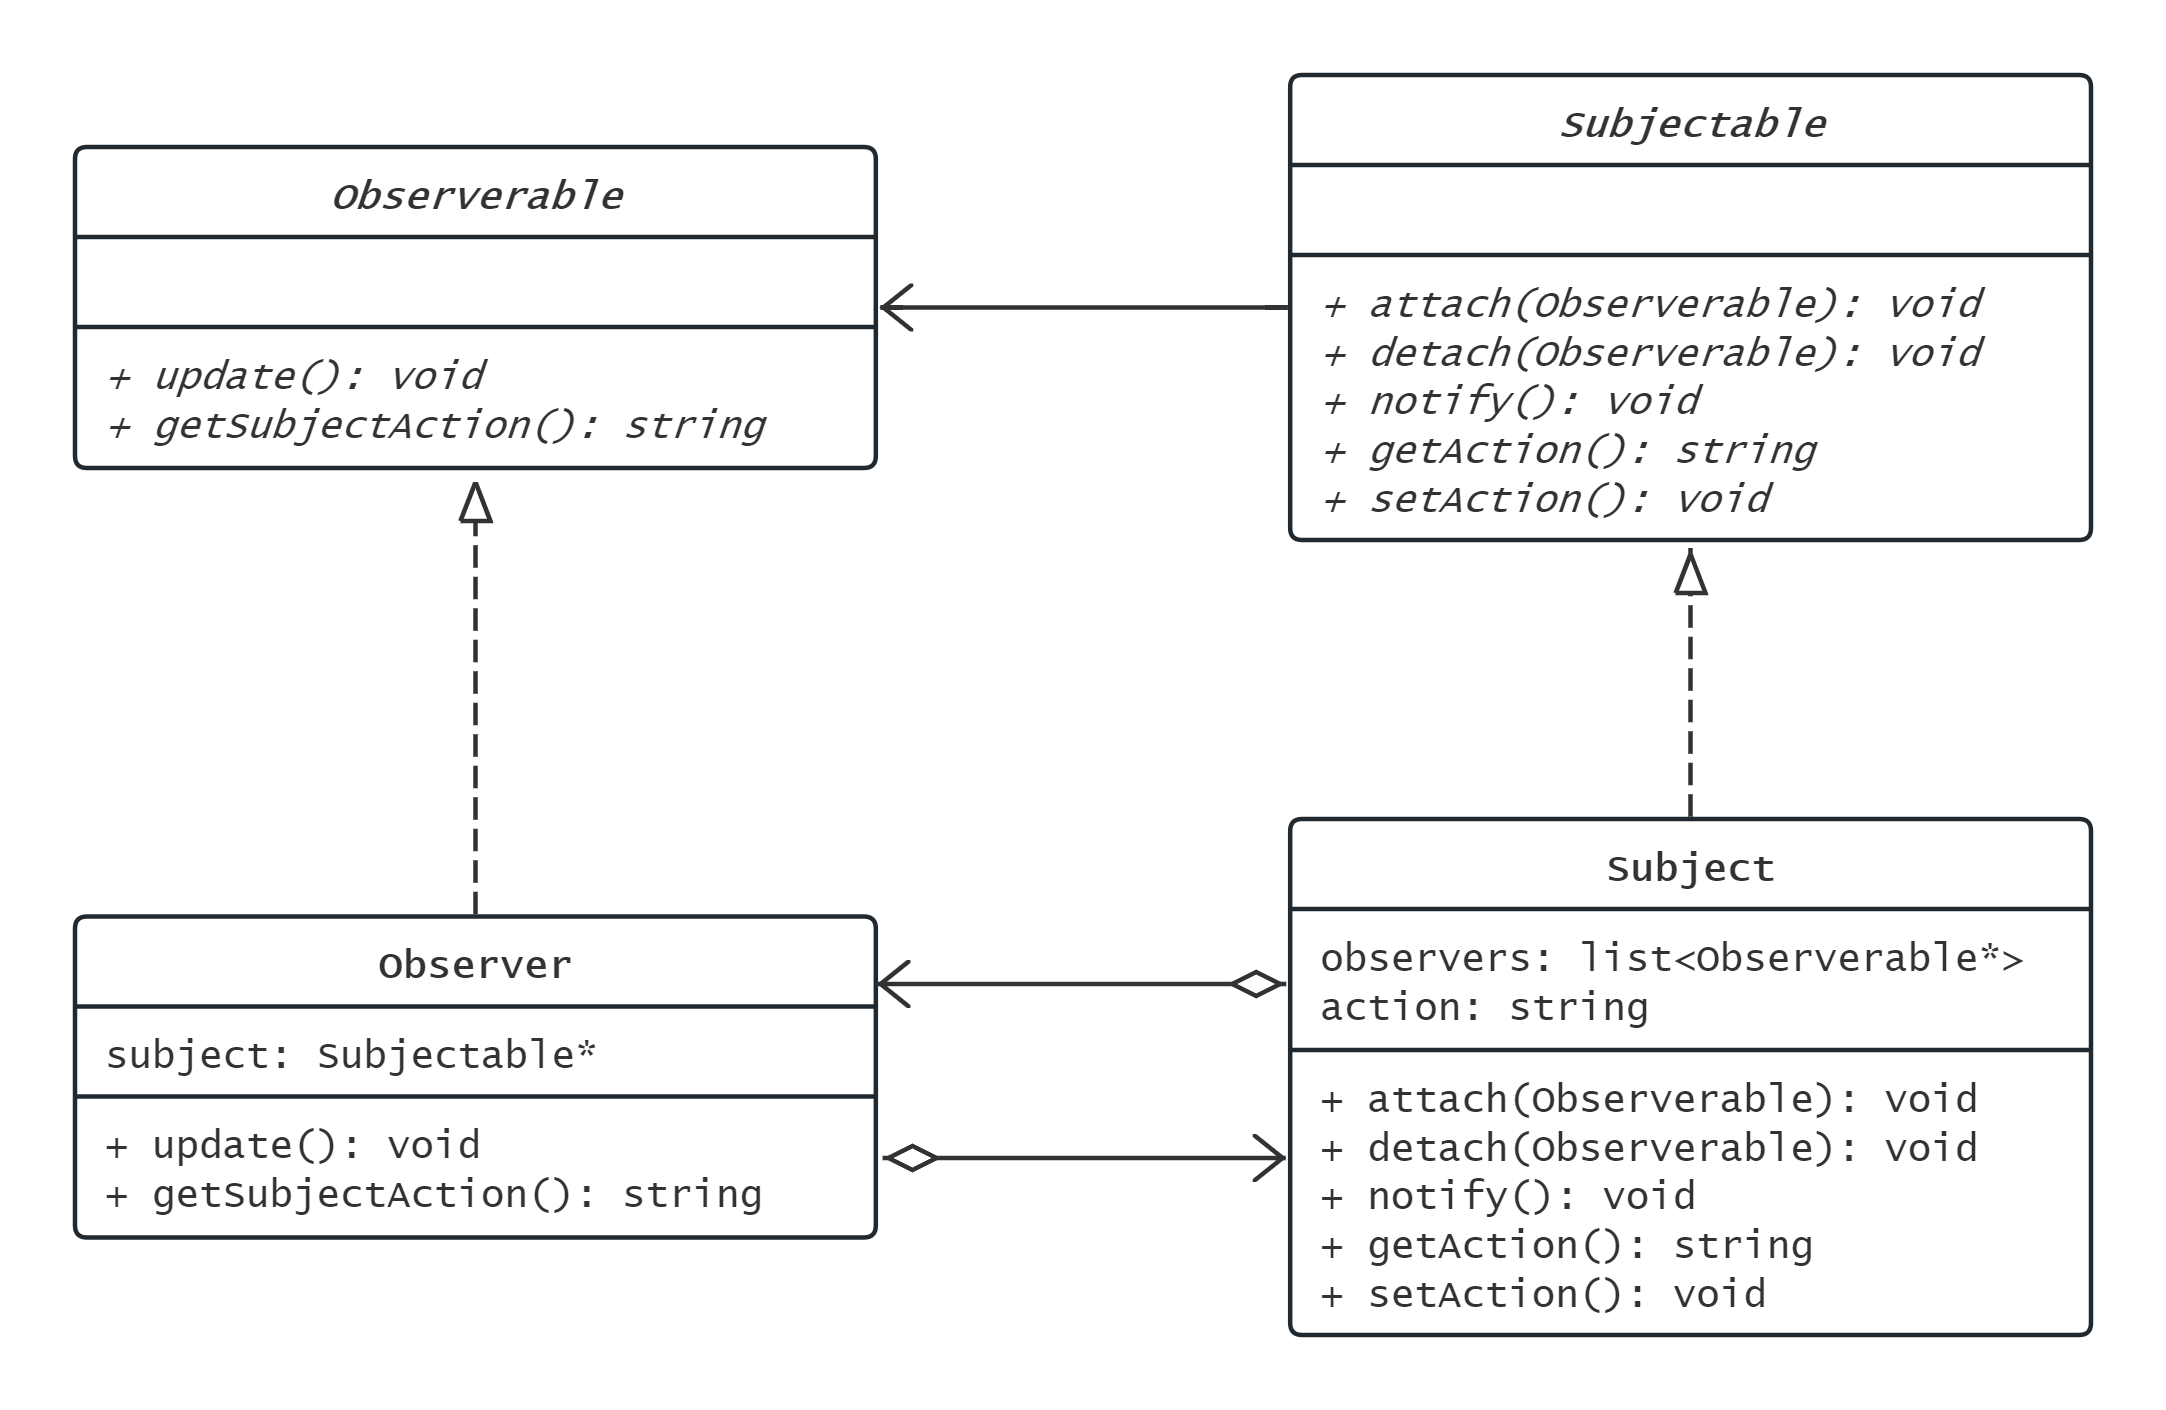 Observerable
+ update(): void
+ getSubjectAction(): string
Subjectable
+ attach(Observerable): void
+ detach(Observerable): void
+ notify(): void
+ getAction(): string
+ setAction(): void
Observer
subject: Subjectable*
+ update(): void
+ getSubjectAction(): string
Subject
observers: list<Observerable*>
action: string
+ attach(Observerable): void
+ detach(Observerable): void
+ notify(): void
+ getAction(): string
+ setAction(): void